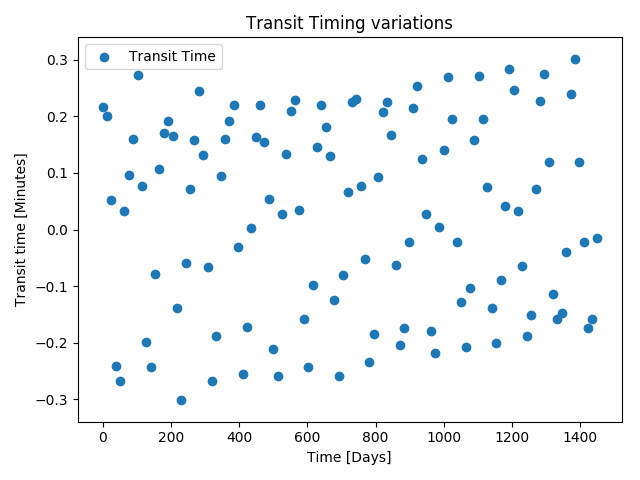 Transit Timing variations
Transit Time
0.3
0.2
0.1
0.0
−0.1
−0.2
−0.3
Transit time [Minutes]
0 200 400 600 800 1000 1200 1400
Time [Days]